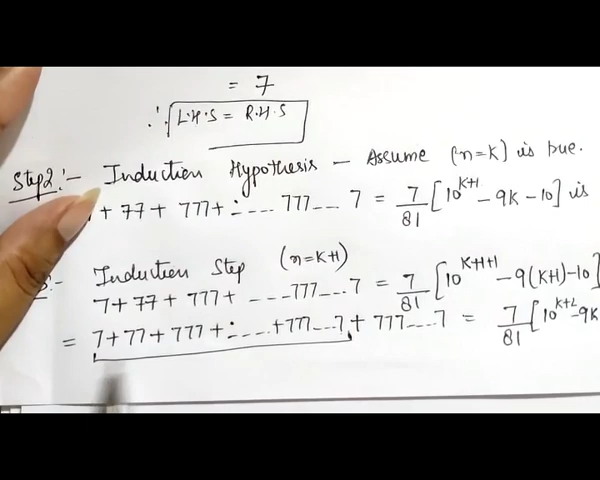 = 7
∴ L.H.S = R.H.S
Step2:- Induction Hypothesis - Assume (n=K) is true.
+ 77 + 777 + .... 777.... 7 = 7/81 [10^(K+1) - 9K - 10] is
:- Induction Step (n=K+1)
7 + 77 + 777 + ....777....7 = 7/81 [10^(K+1+1) - 9(K+1) - 10]
= 7 + 77 + 777 + .... + 777...7 + 777....7 = 7/81 [10^(K+2) - 9K